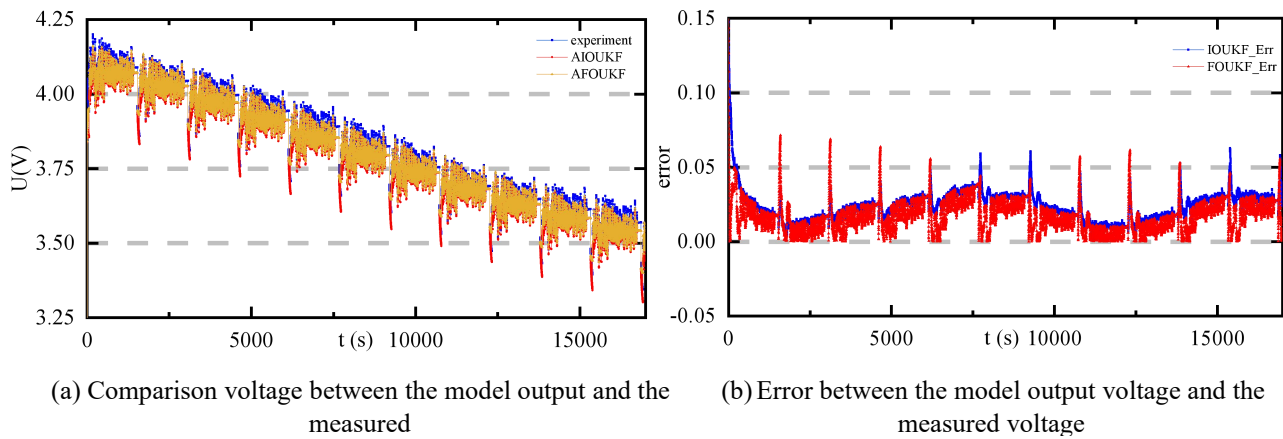 4.25
4.00
3.75
3.50
3.25
U(V)
0
5000
t (s)
10000
15000
experiment
AIOUKF
AFOUKF
(a) Comparison voltage between the model output and the
measured
0.15
0.10
0.05
0.00
-0.05
error
0
5000
t (s)
10000
15000
IOUKF_Err
FOUKF_Err
(b) Error between the model output voltage and the
measured voltage